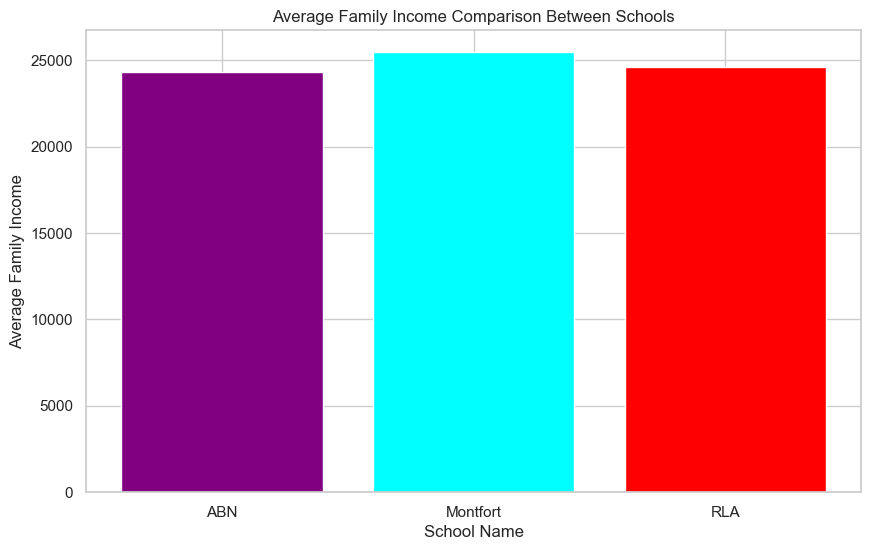 Average Family Income Comparison Between Schools
Average Family Income
25000
20000
15000
10000
5000
0
ABN Montfort RLA
School Name